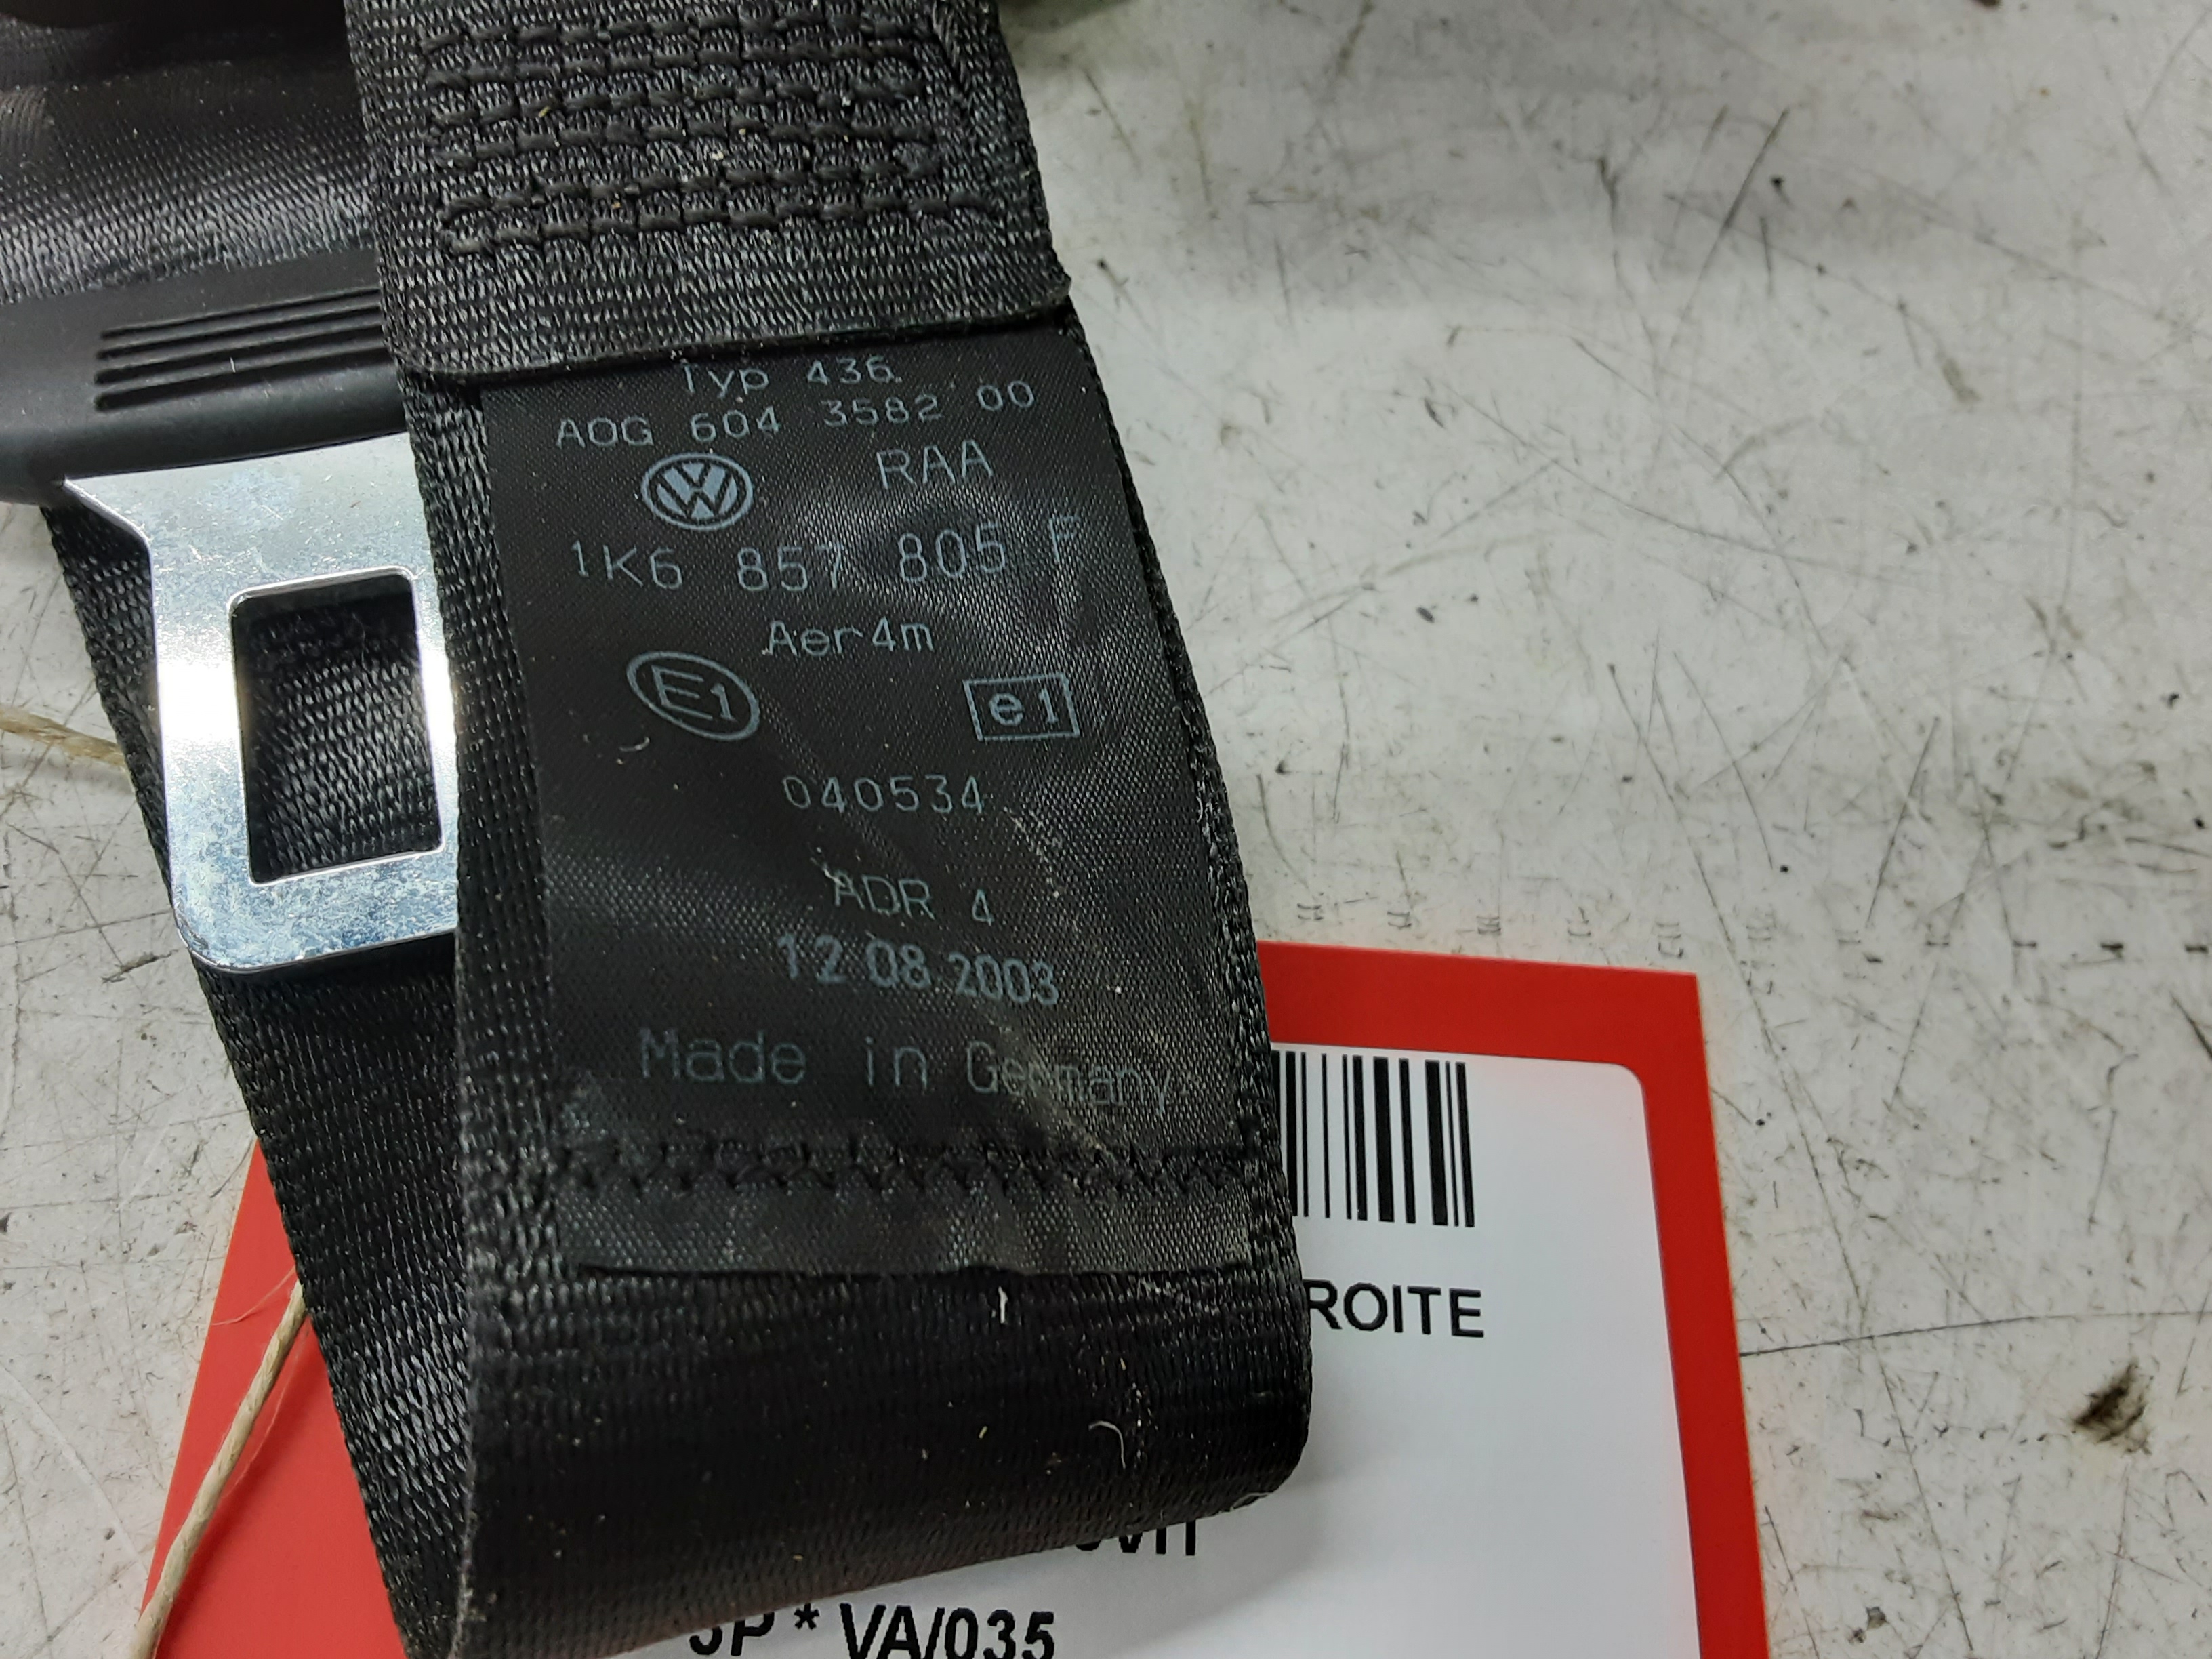 Typ 436
AOG 604 3582 00
RAA
1K6 857 805 F
Aer4m
E1 e1
040534
ADR 4
12.08.2003
Made in Germany
ROITE
* VA/035